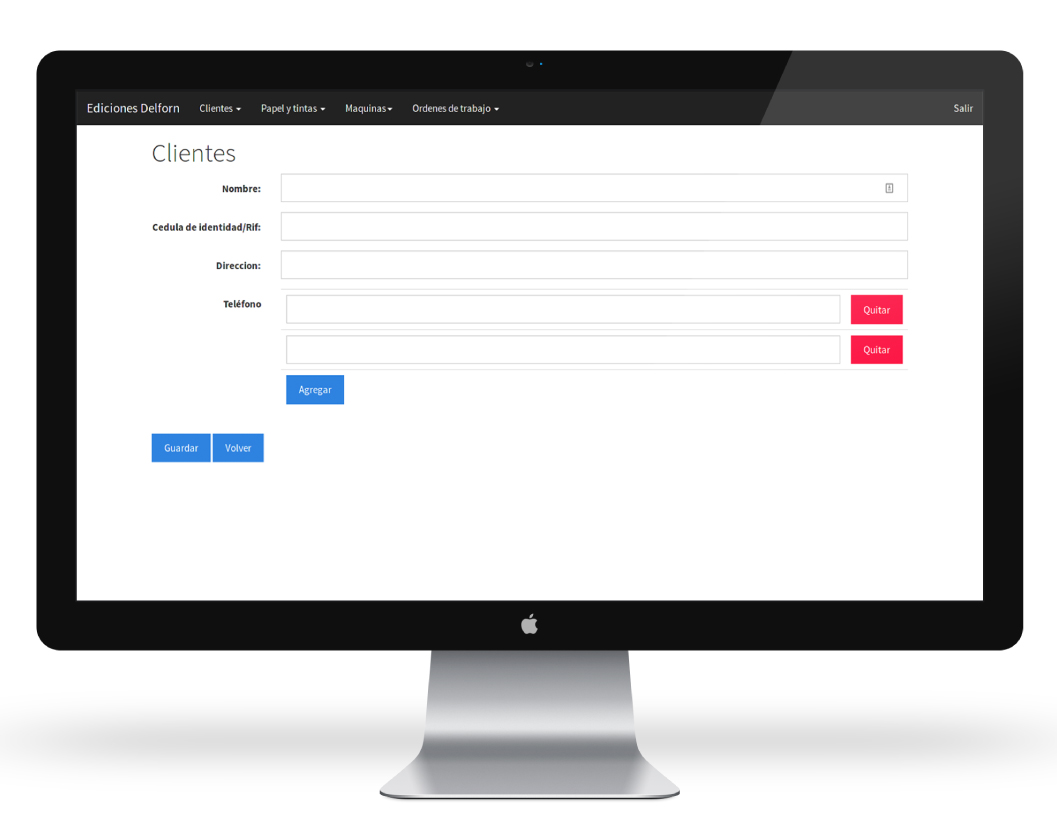 Ediciones Delforn Clientes Papel y tintas Maquinas Ordenes de trabajo Salir
Clientes
Nombre:
Cedula de identidad/Rif:
Direccion:
Teléfono Quitar
Quitar
Agregar
Guardar Volver